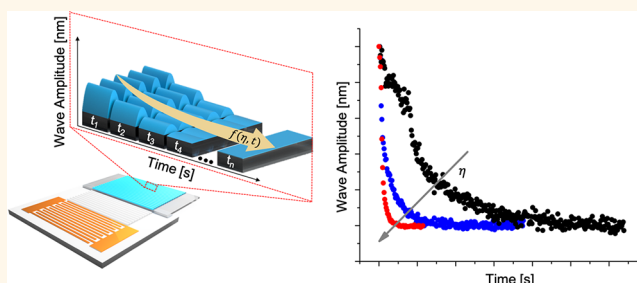 Wave Amplitude [nm]
t1
t2
t3
t4
tn
f(η, t)
Time [s]
Wave Amplitude [nm]
η
Time [s]